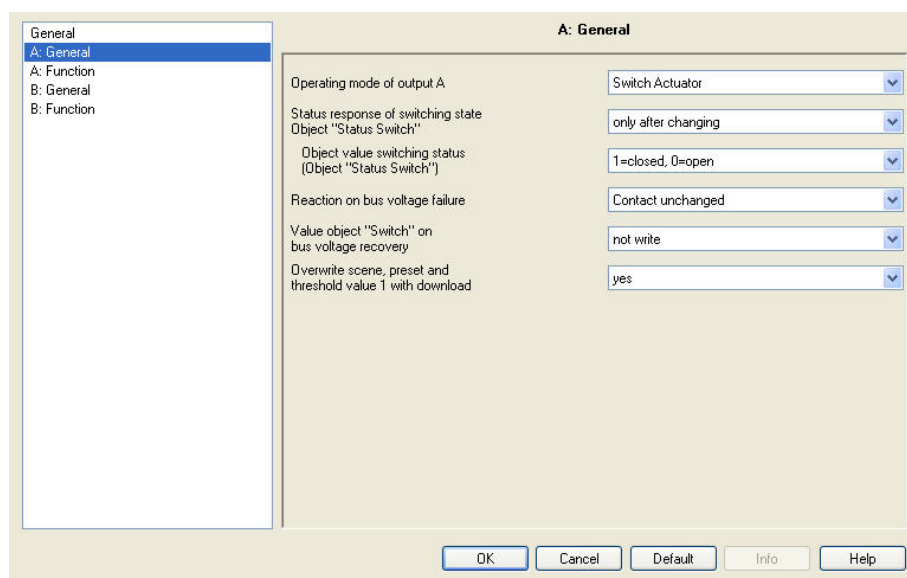 General
A: General
A: Function
B: General
B: Function
A: General
Operating mode of output A
Switch Actuator
Status response of switching state
Object "Status Switch"
only after changing
Object value switching status
(Object "Status Switch")
1=closed, 0=open
Reaction on bus voltage failure
Contact unchanged
Value object "Switch" on
bus voltage recovery
not write
Overwrite scene, preset and
threshold value 1 with download
yes
OK
Cancel
Default
Info
Help